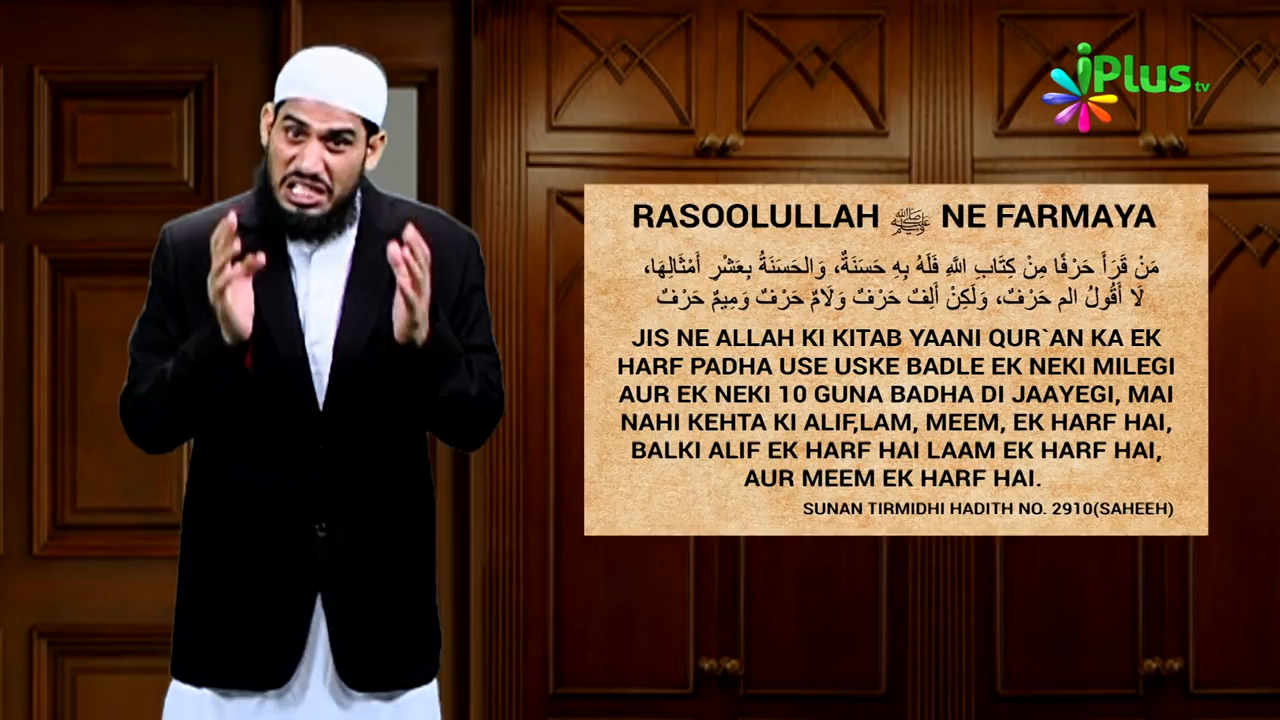 iPlus tv
RASOOLULLAH ﷺ NE FARMAYA
مَنْ قَرَأَ حَرْفًا مِنْ كِتَابِ اللَّهِ فَلَهُ بِهِ حَسَنَةٌ، وَالحَسَنَةُ بِعَشْرِ أَمْثَالِهَا،
لَا أَقُولُ الم حَرْفٌ، وَلَكِنْ أَلِفٌ حَرْفٌ وَلَامٌ حَرْفٌ وَمِيمٌ حَرْفٌ
JIS NE ALLAH KI KITAB YAANI QUR`AN KA EK
HARF PADHA USE USKE BADLE EK NEKI MILEGI
AUR EK NEKI 10 GUNA BADHA DI JAAYEGI, MAI
NAHI KEHTA KI ALIF,LAM, MEEM, EK HARF HAI,
BALKI ALIF EK HARF HAI LAAM EK HARF HAI,
AUR MEEM EK HARF HAI.
SUNAN TIRMIDHI HADITH NO. 2910(SAHEEH)